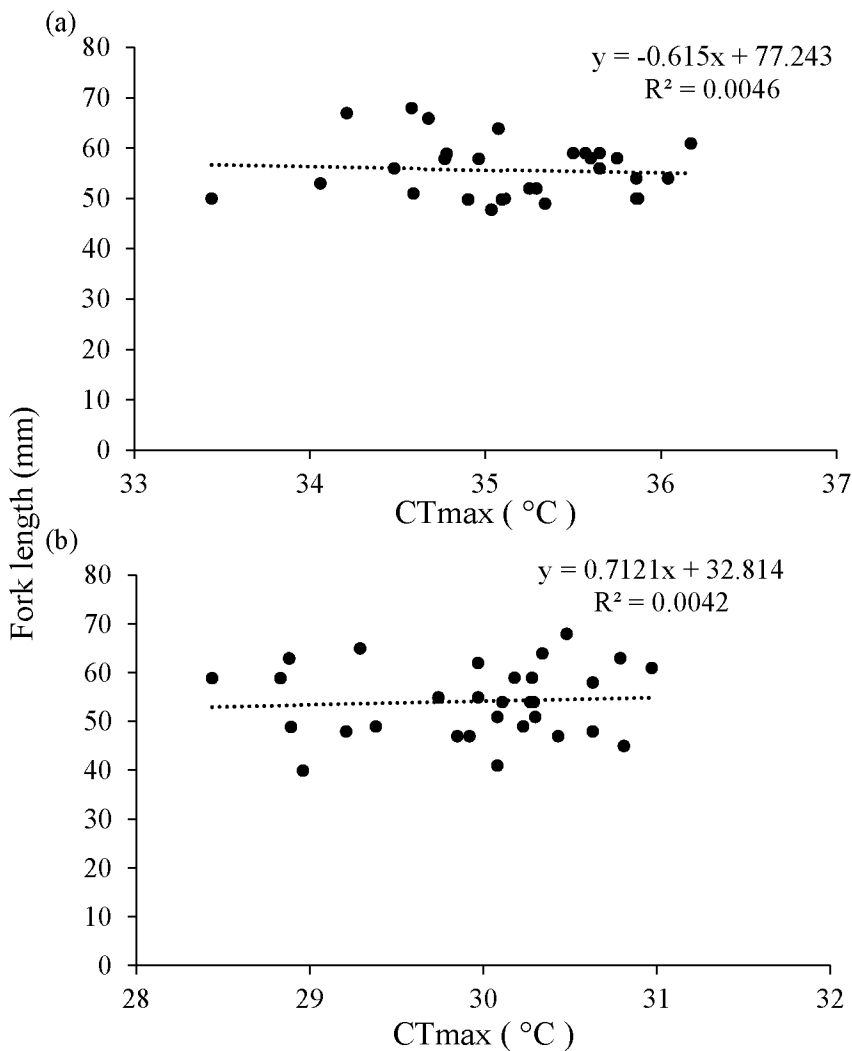 (a)
y = -0.615x + 77.243
R² = 0.0046
80
70
60
50
40
30
20
10
0
33 34 35 36 37
CTmax ( °C )
Fork length (mm)
(b)
y = 0.7121x + 32.814
R² = 0.0042
80
70
60
50
40
30
20
10
0
28 29 30 31 32
CTmax ( °C )